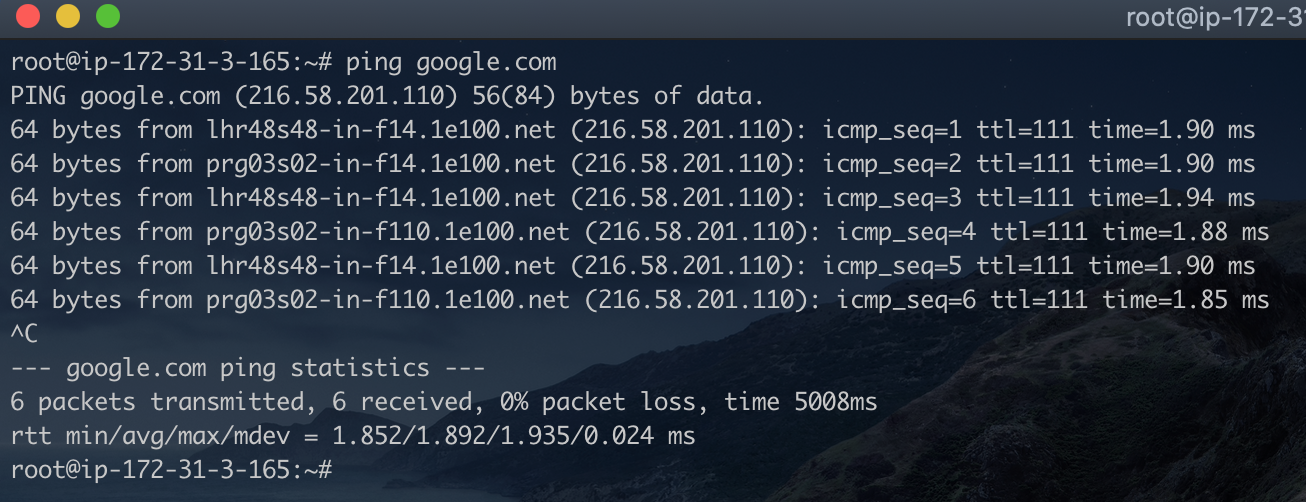 root@ip-172-3
root@ip-172-31-3-165:~# ping google.com
PING google.com (216.58.201.110) 56(84) bytes of data.
64 bytes from lhr48s48-in-f14.1e100.net (216.58.201.110): icmp_seq=1 ttl=111 time=1.90 ms
64 bytes from prg03s02-in-f14.1e100.net (216.58.201.110): icmp_seq=2 ttl=111 time=1.90 ms
64 bytes from lhr48s48-in-f14.1e100.net (216.58.201.110): icmp_seq=3 ttl=111 time=1.94 ms
64 bytes from prg03s02-in-f110.1e100.net (216.58.201.110): icmp_seq=4 ttl=111 time=1.88 ms
64 bytes from lhr48s48-in-f14.1e100.net (216.58.201.110): icmp_seq=5 ttl=111 time=1.90 ms
64 bytes from prg03s02-in-f110.1e100.net (216.58.201.110): icmp_seq=6 ttl=111 time=1.85 ms
^C
--- google.com ping statistics ---
6 packets transmitted, 6 received, 0% packet loss, time 5008ms
rtt min/avg/max/mdev = 1.852/1.892/1.935/0.024 ms
root@ip-172-31-3-165:~#